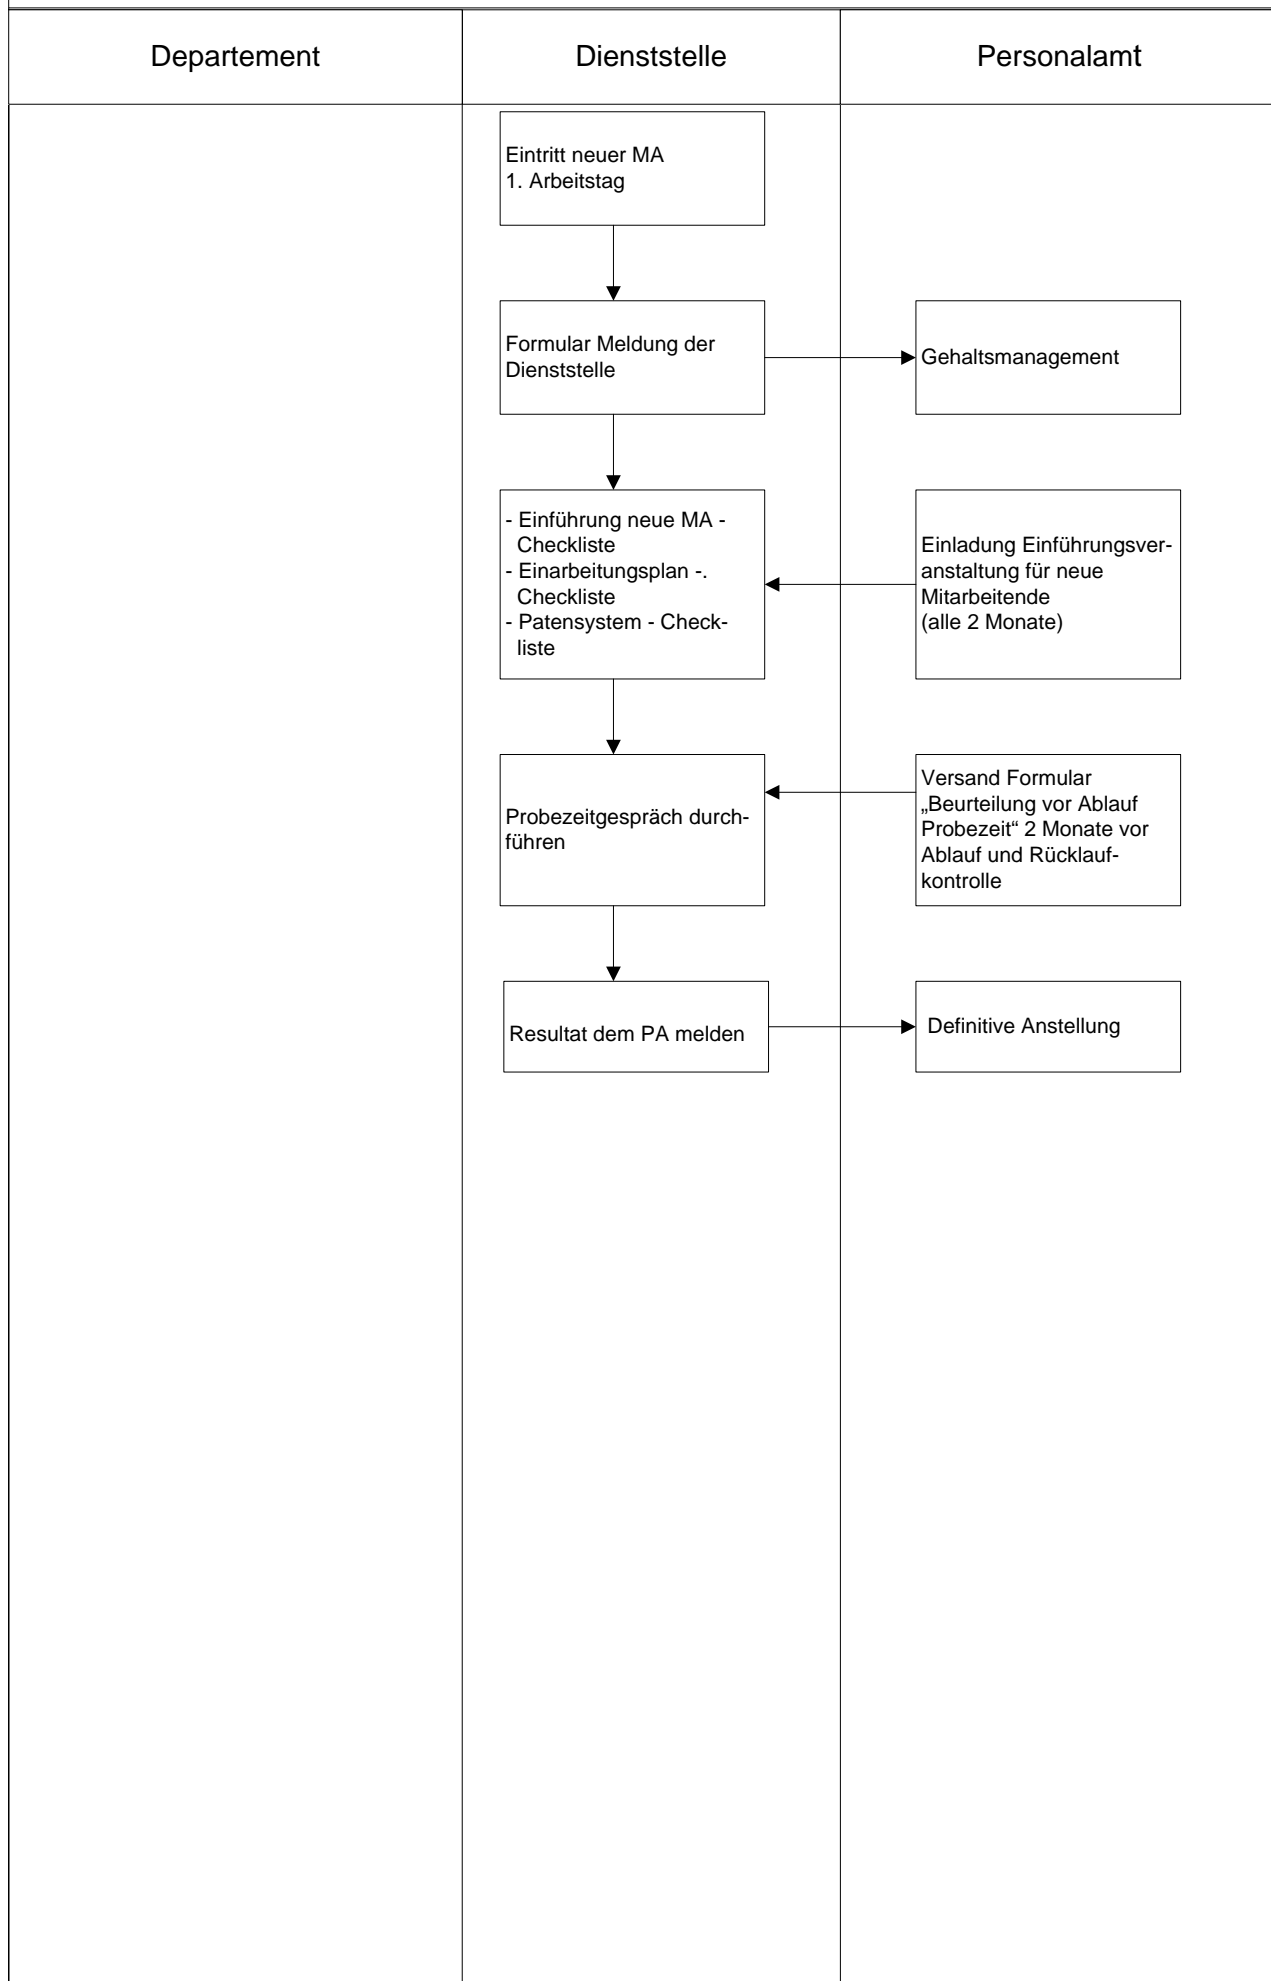 Departement
Dienststelle
Personalamt
Eintritt neuer MA
1. Arbeitstag
Formular Meldung der
Dienststelle
Gehaltsmanagement
- Einführung neue MA -
Checkliste
- Einarbeitungsplan -.
Checkliste
- Patensystem - Check-
liste
Einladung Einführungsver-
anstaltung für neue
Mitarbeitende
(alle 2 Monate)
Probezeitgespräch durch-
führen
Versand Formular
„Beurteilung vor Ablauf
Probezeit“ 2 Monate vor
Ablauf und Rücklauf-
kontrolle
Resultat dem PA melden
Definitive Anstellung